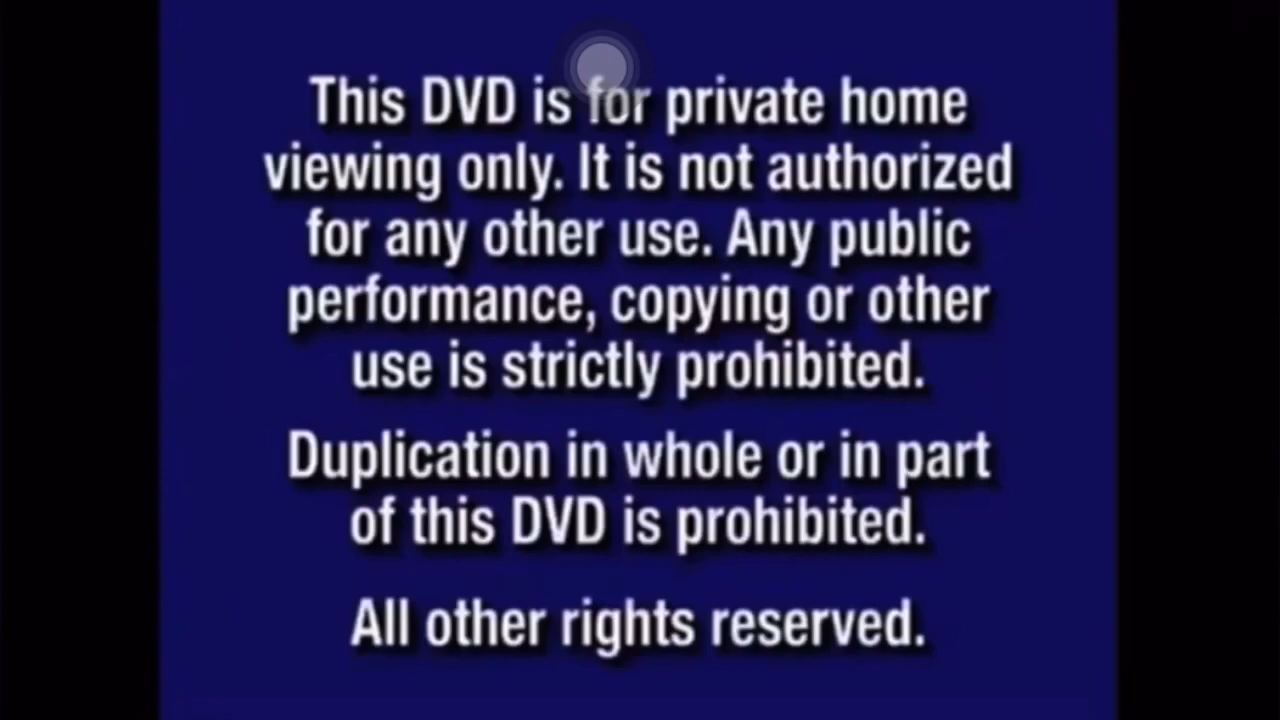 This DVD is for private home
viewing only. It is not authorized
for any other use. Any public
performance, copying or other
use is strictly prohibited.
Duplication in whole or in part
of this DVD is prohibited.
All other rights reserved.